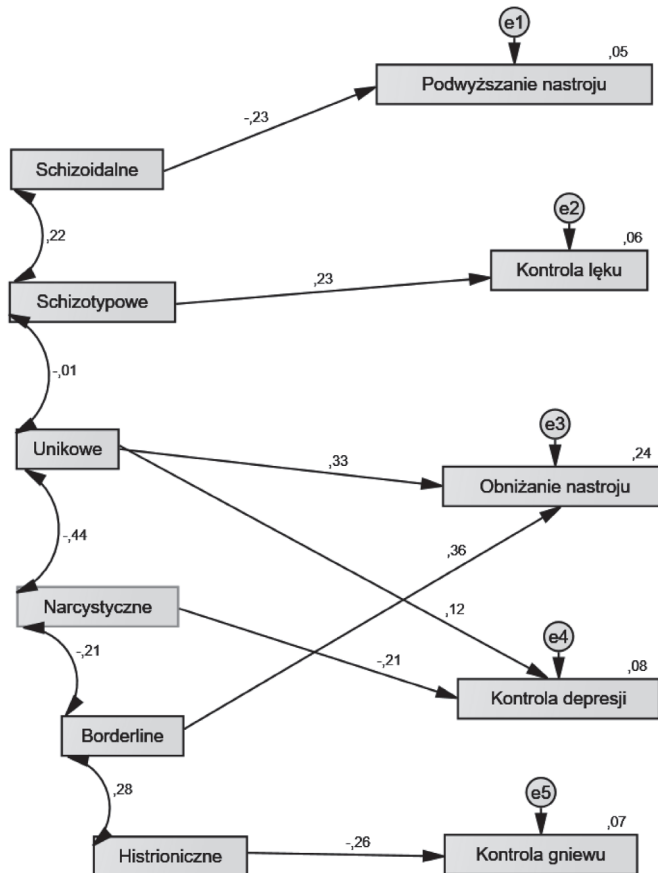 e1
,05
Podwyższanie nastroju
-,23
Schizoidalne
e2
,22
,06
Kontrola lęku
,23
Schizotypowe
-,01
e3
,24
Unikowe
,33
Obniżanie nastroju
-,44
,36
Narcystyczne
,12
e4
-,21
-,21
,08
Kontrola depresji
Borderline
,28
e5
,07
-,26
Histrioniczne
Kontrola gniewu